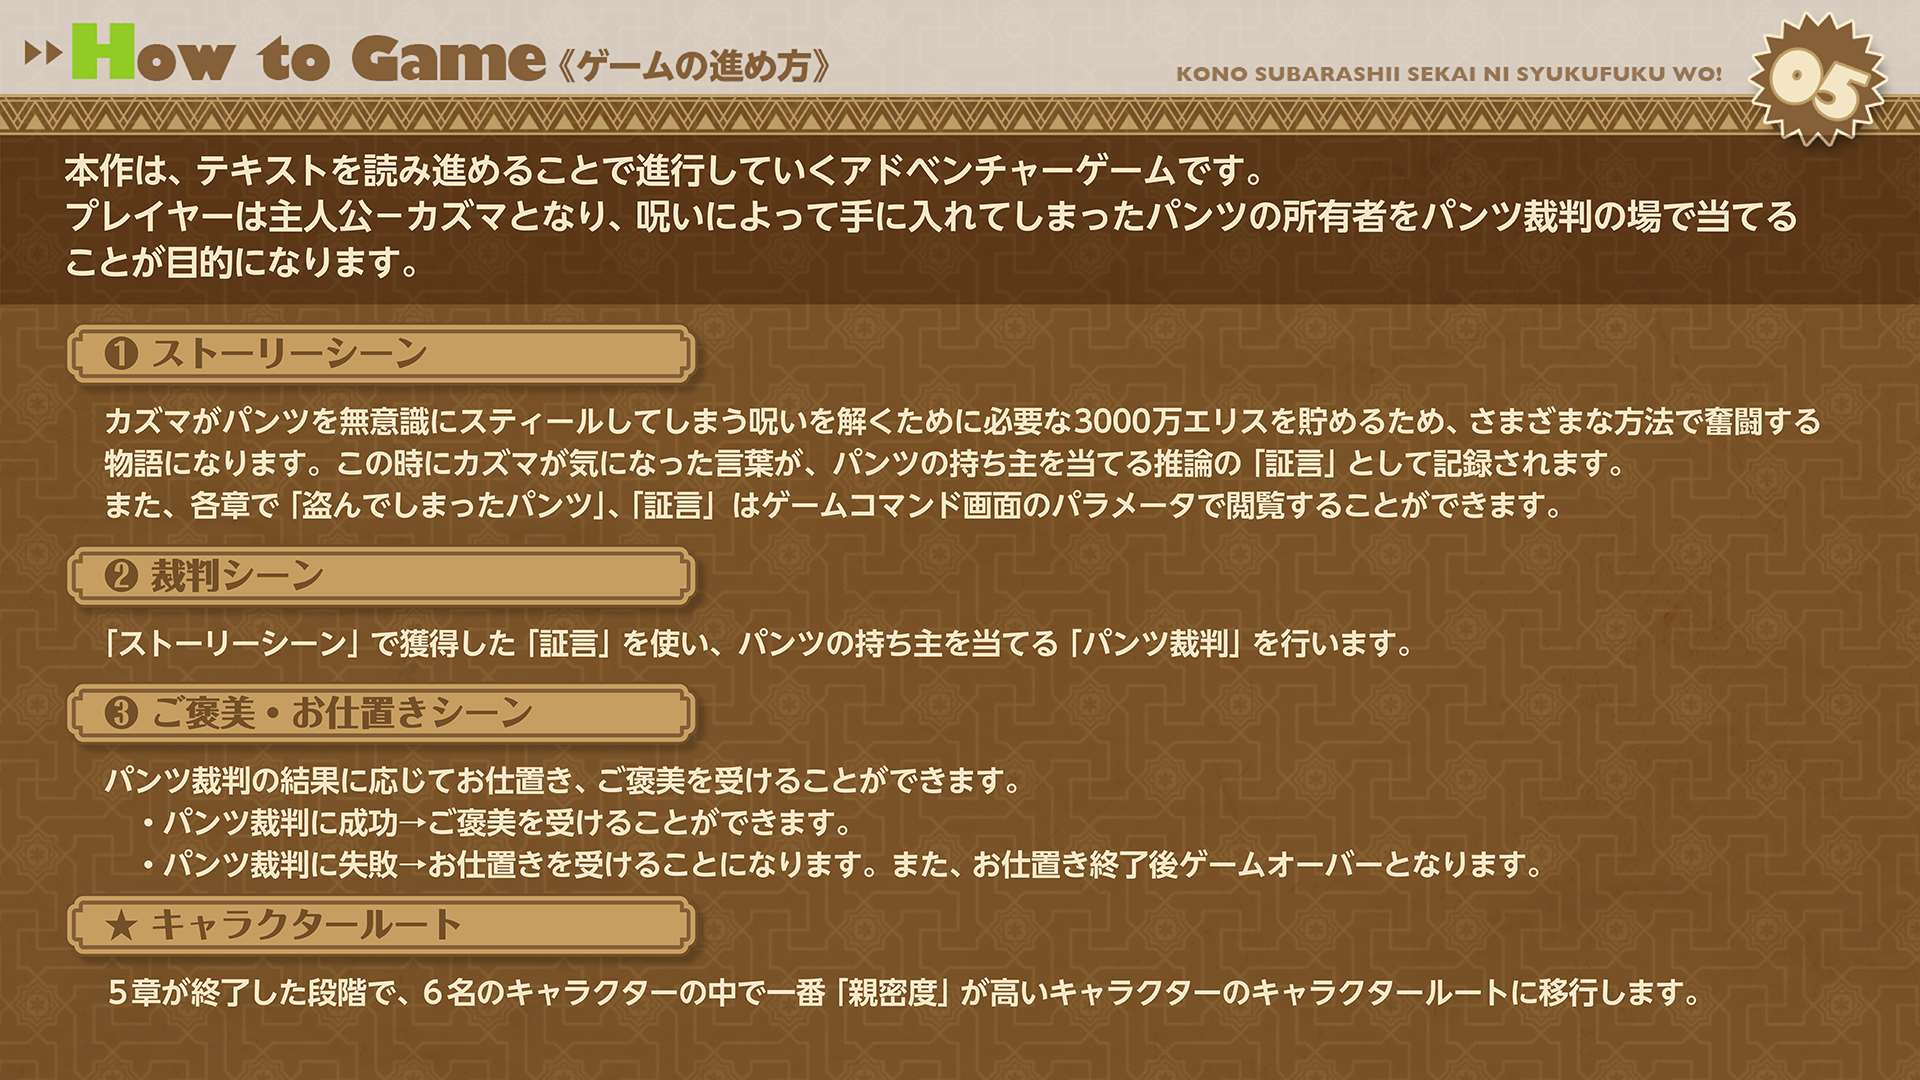 How to Game《ゲームの進め方》
KONO SUBARASHII SEKAI NI SYUKUFUKU WO!
05
本作は、テキストを読み進めることで進行していくアドベンチャーゲームです。
プレイヤーは主人公－カズマとなり、呪いによって手に入れてしまったパンツの所有者をパンツ裁判の場で当てる
ことが目的になります。
❶ ストーリーシーン
カズマがパンツを無意識にスティールしてしまう呪いを解くために必要な3000万エリスを貯めるため、さまざまな方法で奮闘する
物語になります。この時にカズマが気になった言葉が、パンツの持ち主を当てる推論の「証言」として記録されます。
また、各章で「盗んでしまったパンツ」、「証言」はゲームコマンド画面のパラメータで閲覧することができます。
❷ 裁判シーン
「ストーリーシーン」で獲得した「証言」を使い、パンツの持ち主を当てる「パンツ裁判」を行います。
❸ ご褒美・お仕置きシーン
パンツ裁判の結果に応じてお仕置き、ご褒美を受けることができます。
・パンツ裁判に成功→ご褒美を受けることができます。
・パンツ裁判に失敗→お仕置きを受けることになります。また、お仕置き終了後ゲームオーバーとなります。
★ キャラクタールート
５章が終了した段階で、６名のキャラクターの中で一番「親密度」が高いキャラクターのキャラクタールートに移行します。